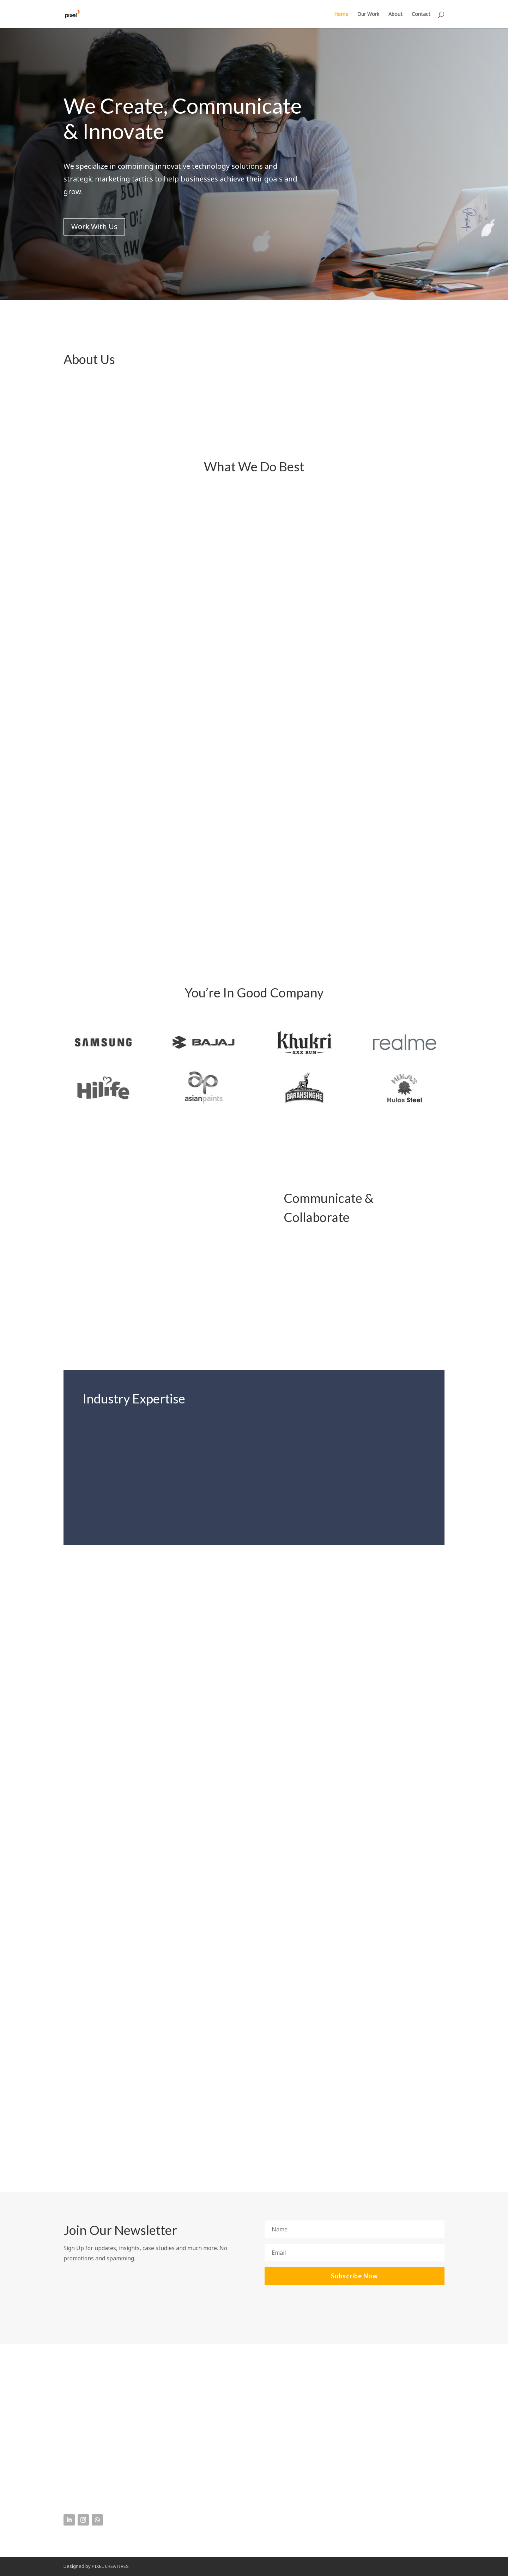 pixel
Home
Our Work
About
Contact
We Create, Communicate
& Innovate
We specialize in combining innovative technology solutions and
strategic marketing tactics to help businesses achieve their goals and
grow.
Work With Us
About Us
What We Do Best
You’re In Good Company
SAMSUNG
BAJAJ
Khukri
XXX RUM
realme
Hilife
asianpaints
BARAHSINGHE
HULAS
Hulas Steel
Communicate &
Collaborate
Industry Expertise
Join Our Newsletter
Sign Up for updates, insights, case studies and much more. No
promotions and spamming.
Name
Email
Subscribe Now
Designed by PIXEL CREATIVES